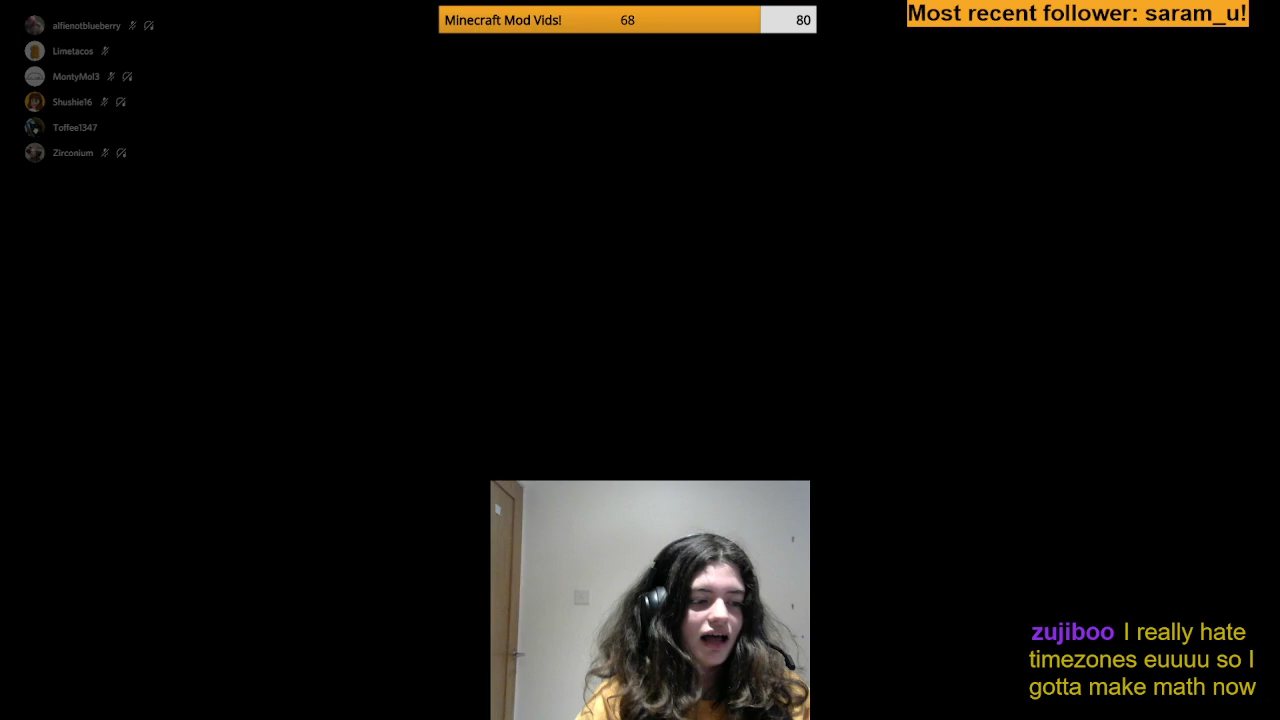 alfienotblueberry
Limetacos
MontyMol3
Shushie16
Toffee1347
Zirconium
Minecraft Mod Vids! 68 80
Most recent follower: saram_u!
zujiboo I really hate
timezones euuuu so I
gotta make math now